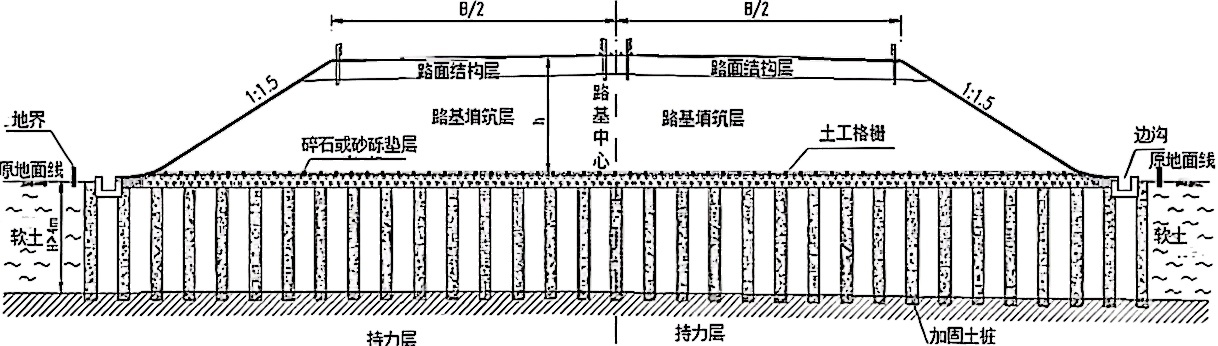 B/2
B/2
路面结构层
路面结构层
1:1.5
1:1.5
地界
路基填筑层
h
路基中心
路基填筑层
土工格栅
边沟
碎石或砂砾垫层
原地面线
原地面线
软土
软土
持力层
持力层
加固土桩